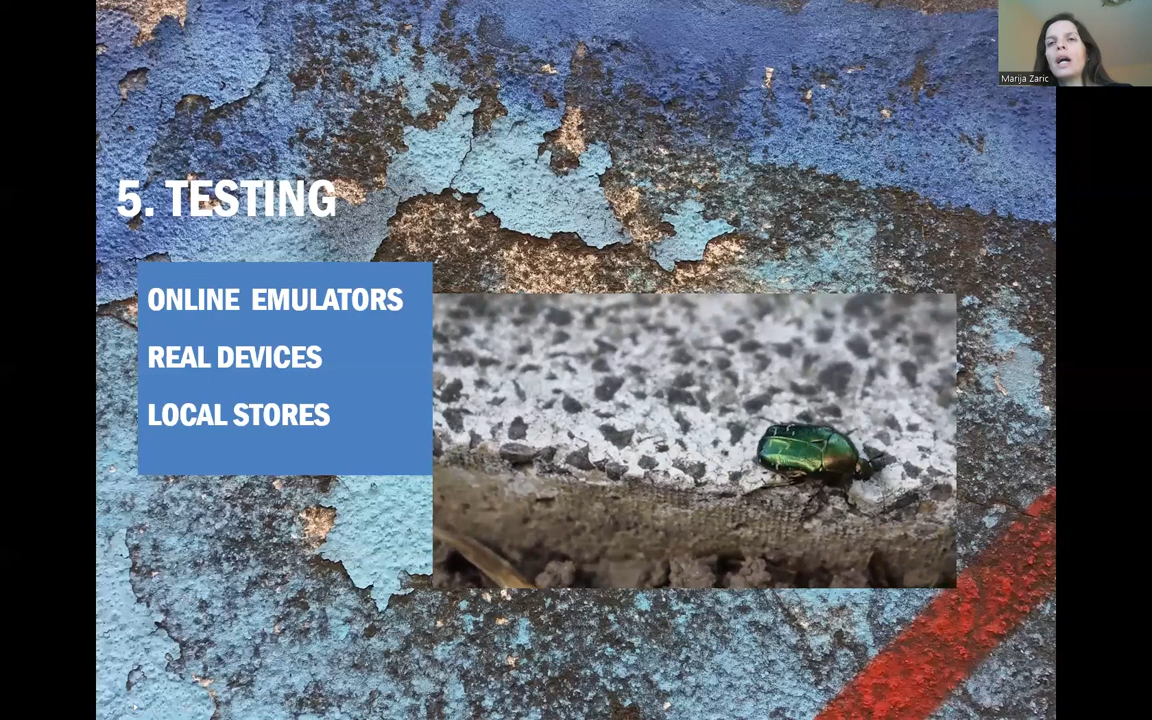 Marija Zaric
5. TESTING
ONLINE EMULATORS
REAL DEVICES
LOCAL STORES